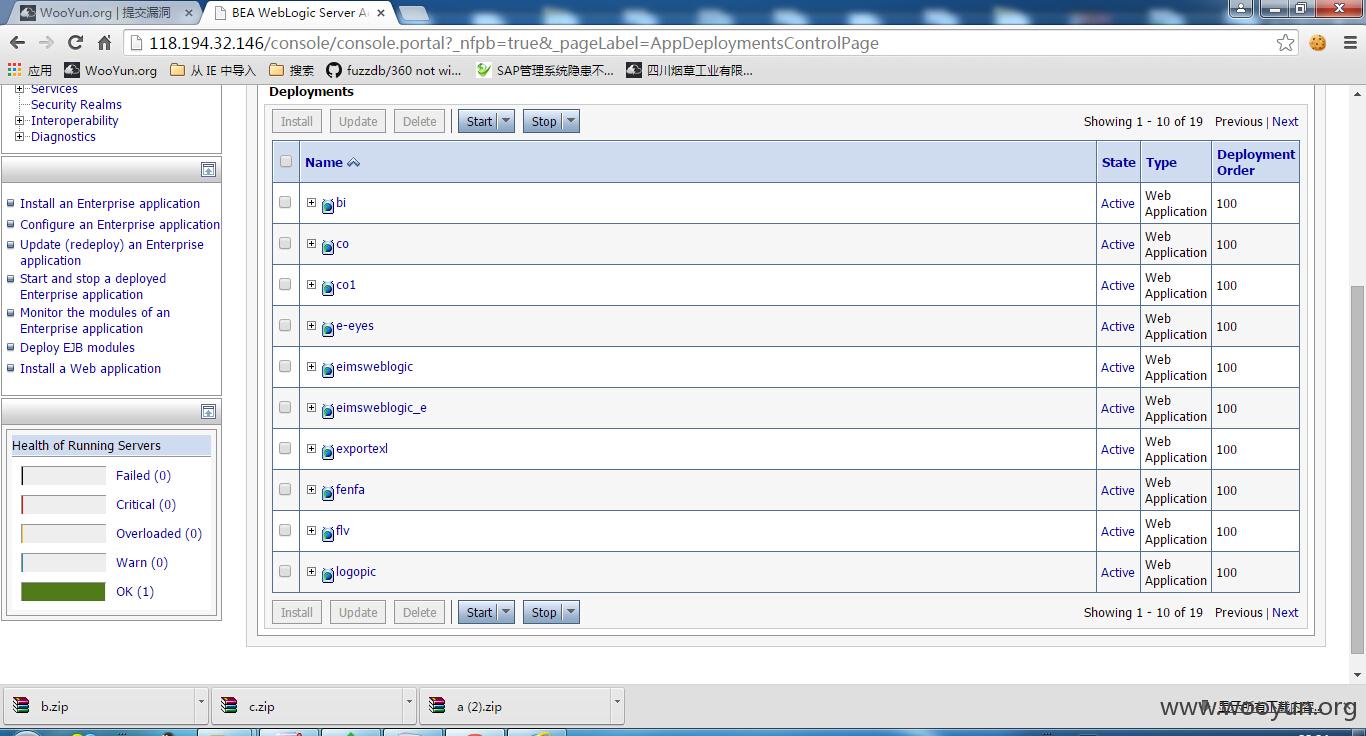 WooYun.org | 提交漏洞
BEA WebLogic Server A
118.194.32.146/console/console.portal?_nfpb=true&_pageLabel=AppDeploymentsControlPage
应用 WooYun.org 从 IE 中导入 搜索 fuzzdb/360 not wi... SAP管理系统隐患不... 四川烟草工业有限...
Services
Security Realms
Interoperability
Diagnostics
Install an Enterprise application
Configure an Enterprise application
Update (redeploy) an Enterprise
application
Start and stop a deployed
Enterprise application
Monitor the modules of an
Enterprise application
Deploy EJB modules
Install a Web application
Health of Running Servers
Failed (0)
Critical (0)
Overloaded (0)
Warn (0)
OK (1)
Deployments
Install Update Delete Start Stop Showing 1 - 10 of 19 Previous | Next
Name State Type Deployment
Order
bi Active Web
Application 100
co Active Web
Application 100
co1 Active Web
Application 100
e-eyes Active Web
Application 100
eimsweblogic Active Web
Application 100
eimsweblogic_e Active Web
Application 100
exportexl Active Web
Application 100
fenfa Active Web
Application 100
flv Active Web
Application 100
logopic Active Web
Application 100
Install Update Delete Start Stop Showing 1 - 10 of 19 Previous | Next
b.zip c.zip a (2).zip
www.wooyun.org